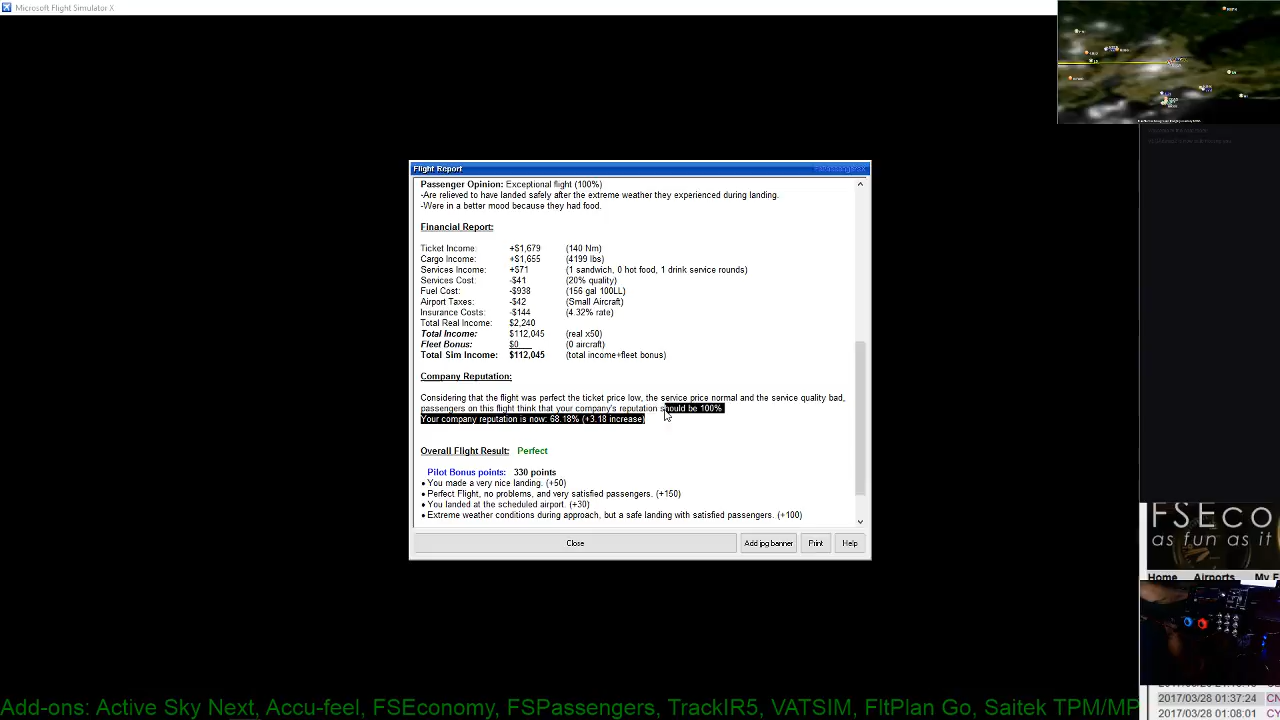 Microsoft Flight Simulator X
Flight Report
Passenger Opinion: Exceptional flight (100%)
-Are relieved to have landed safely after the extreme weather they experienced during landing.
-Were in a better mood because they had food.
Financial Report:
Ticket Income: +$1,679 (140 Nm)
Cargo Income: +$1,655 (4199 lbs)
Services Income: +$71 (1 sandwich, 0 hot food, 1 drink service rounds)
Services Cost: -$41 (20% quality)
Fuel Cost: -$938 (156 gal 100LL)
Airport Taxes: -$42 (Small Aircraft)
Insurance Costs: -$144 (4.32% rate)
Total Real Income: $2,240
Total Income: $112,045 (real x50)
Fleet Bonus: $0 (0 aircraft)
Total Sim Income: $112,045 (total income+fleet bonus)
Company Reputation:
Considering that the flight was perfect the ticket price low, the service price normal and the service quality bad,
passengers on this flight think that your company's reputation should be 100%.
Your company reputation is now: 68.18% (+3.18 increase)
Overall Flight Result: Perfect
Pilot Bonus points: 330 points
• You made a very nice landing. (+50)
• Perfect Flight, no problems, and very satisfied passengers. (+150)
• You landed at the scheduled airport. (+30)
• Extreme weather conditions during approach, but a safe landing with satisfied passengers. (+100)
Close
Add jpg banner
Print
Help
FSECO
as fun as it
Home Airports My F
2017/03/28 01:37:24 CN
2017/03/28 01:08:01 CY
Add-ons: Active Sky Next, Accu-feel, FSEconomy, FSPassengers, TrackIR5, VATSIM, FltPlan Go, Saitek TPM/MP